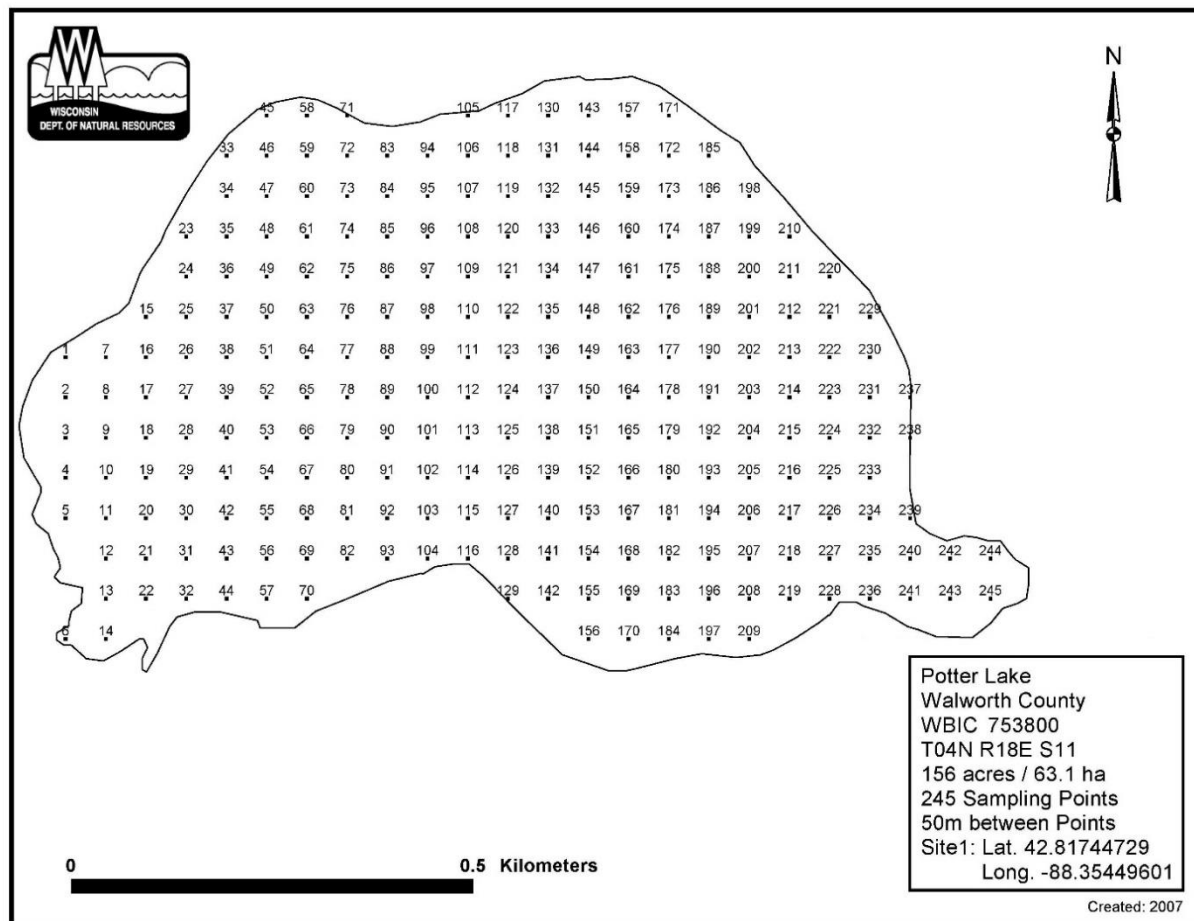 WISCONSIN
DEPT. OF NATURAL RESOURCES
N
45 58 71 105 117 130 143 157 171
33 46 59 72 83 94 106 118 131 144 158 172 185
34 47 60 73 84 95 107 119 132 145 159 173 186 198
23 35 48 61 74 85 96 108 120 133 146 160 174 187 199 210
24 36 49 62 75 86 97 109 121 134 147 161 175 188 200 211 220
15 25 37 50 63 76 87 98 110 122 135 148 162 176 189 201 212 221 229
1 7 16 26 38 51 64 77 88 99 111 123 136 149 163 177 190 202 213 222 230
2 8 17 27 39 52 65 78 89 100 112 124 137 150 164 178 191 203 214 223 231 237
3 9 18 28 40 53 66 79 90 101 113 125 138 151 165 179 192 204 215 224 232 238
4 10 19 29 41 54 67 80 91 102 114 126 139 152 166 180 193 205 216 225 233
5 11 20 30 42 55 68 81 92 103 115 127 140 153 167 181 194 206 217 226 234 239
12 21 31 43 56 69 82 93 104 116 128 141 154 168 182 195 207 218 227 235 240 242 244
13 22 32 44 57 70 129 142 155 169 183 196 208 219 228 236 241 243 245
6 14 156 170 184 197 209
Potter Lake
Walworth County
WBIC 753800
T04N R18E S11
156 acres / 63.1 ha
245 Sampling Points
50m between Points
Site1: Lat. 42.81744729
Long. -88.35449601
0 0.5 Kilometers
Created: 2007